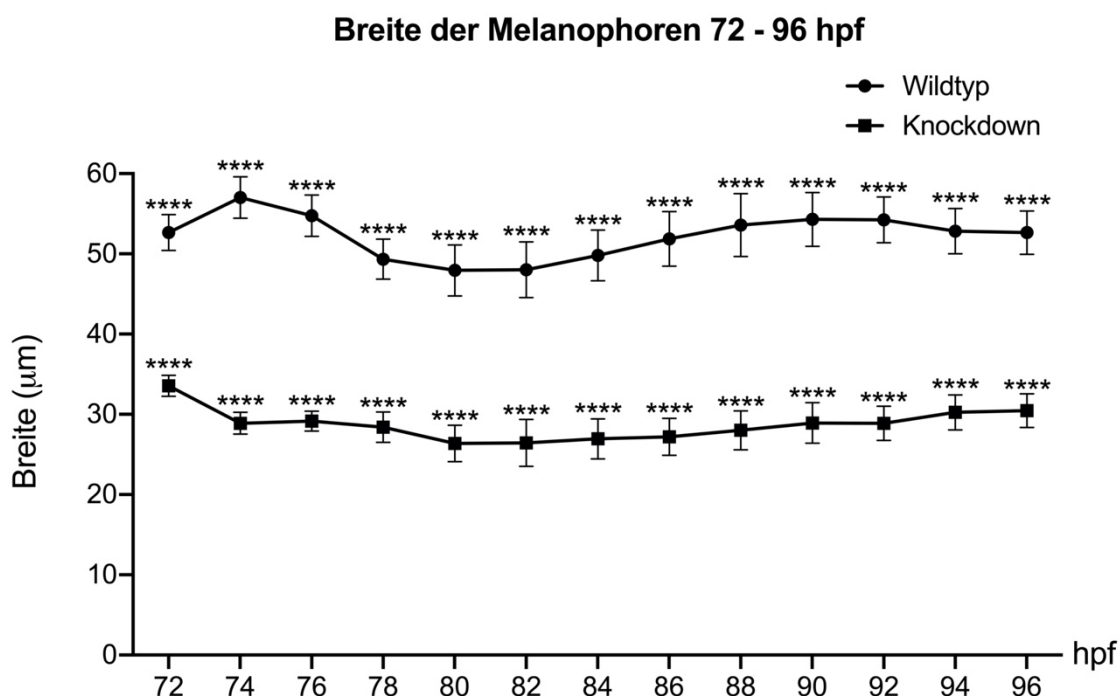 Breite der Melanophoren 72 - 96 hpf
Wildtyp
Knockdown
60
50
40
30
20
10
0
Breite (μm)
**** **** **** **** **** **** **** **** **** **** **** **** ****
**** **** **** **** **** **** **** **** **** **** **** **** ****
hpf
72 74 76 78 80 82 84 86 88 90 92 94 96